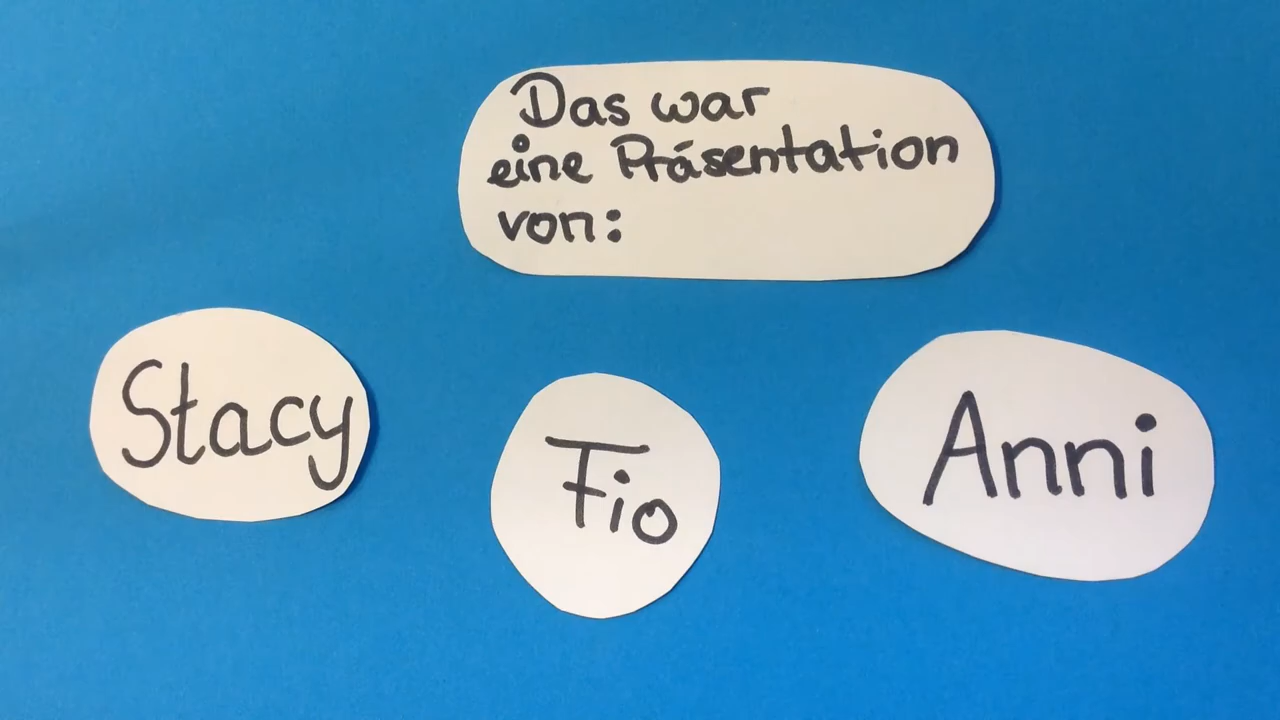 Das war
eine Präsentation
von:
Stacy
Fio
Anni